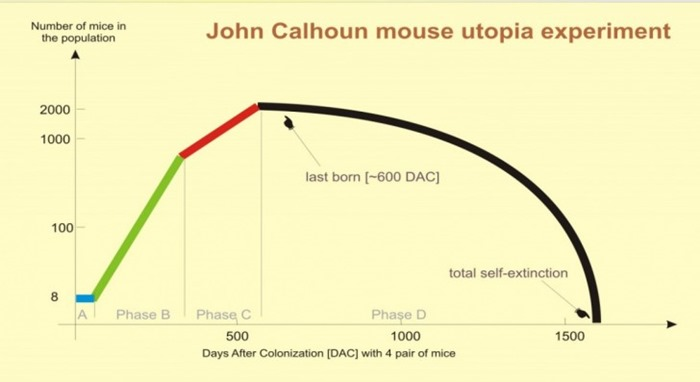 Number of mice in
the population
John Calhoun mouse utopia experiment
2000
1000
last born [~600 DAC]
100
total self-extinction
8
A
Phase B
Phase C
Phase D
500
1000
1500
Days After Colonization [DAC] with 4 pair of mice